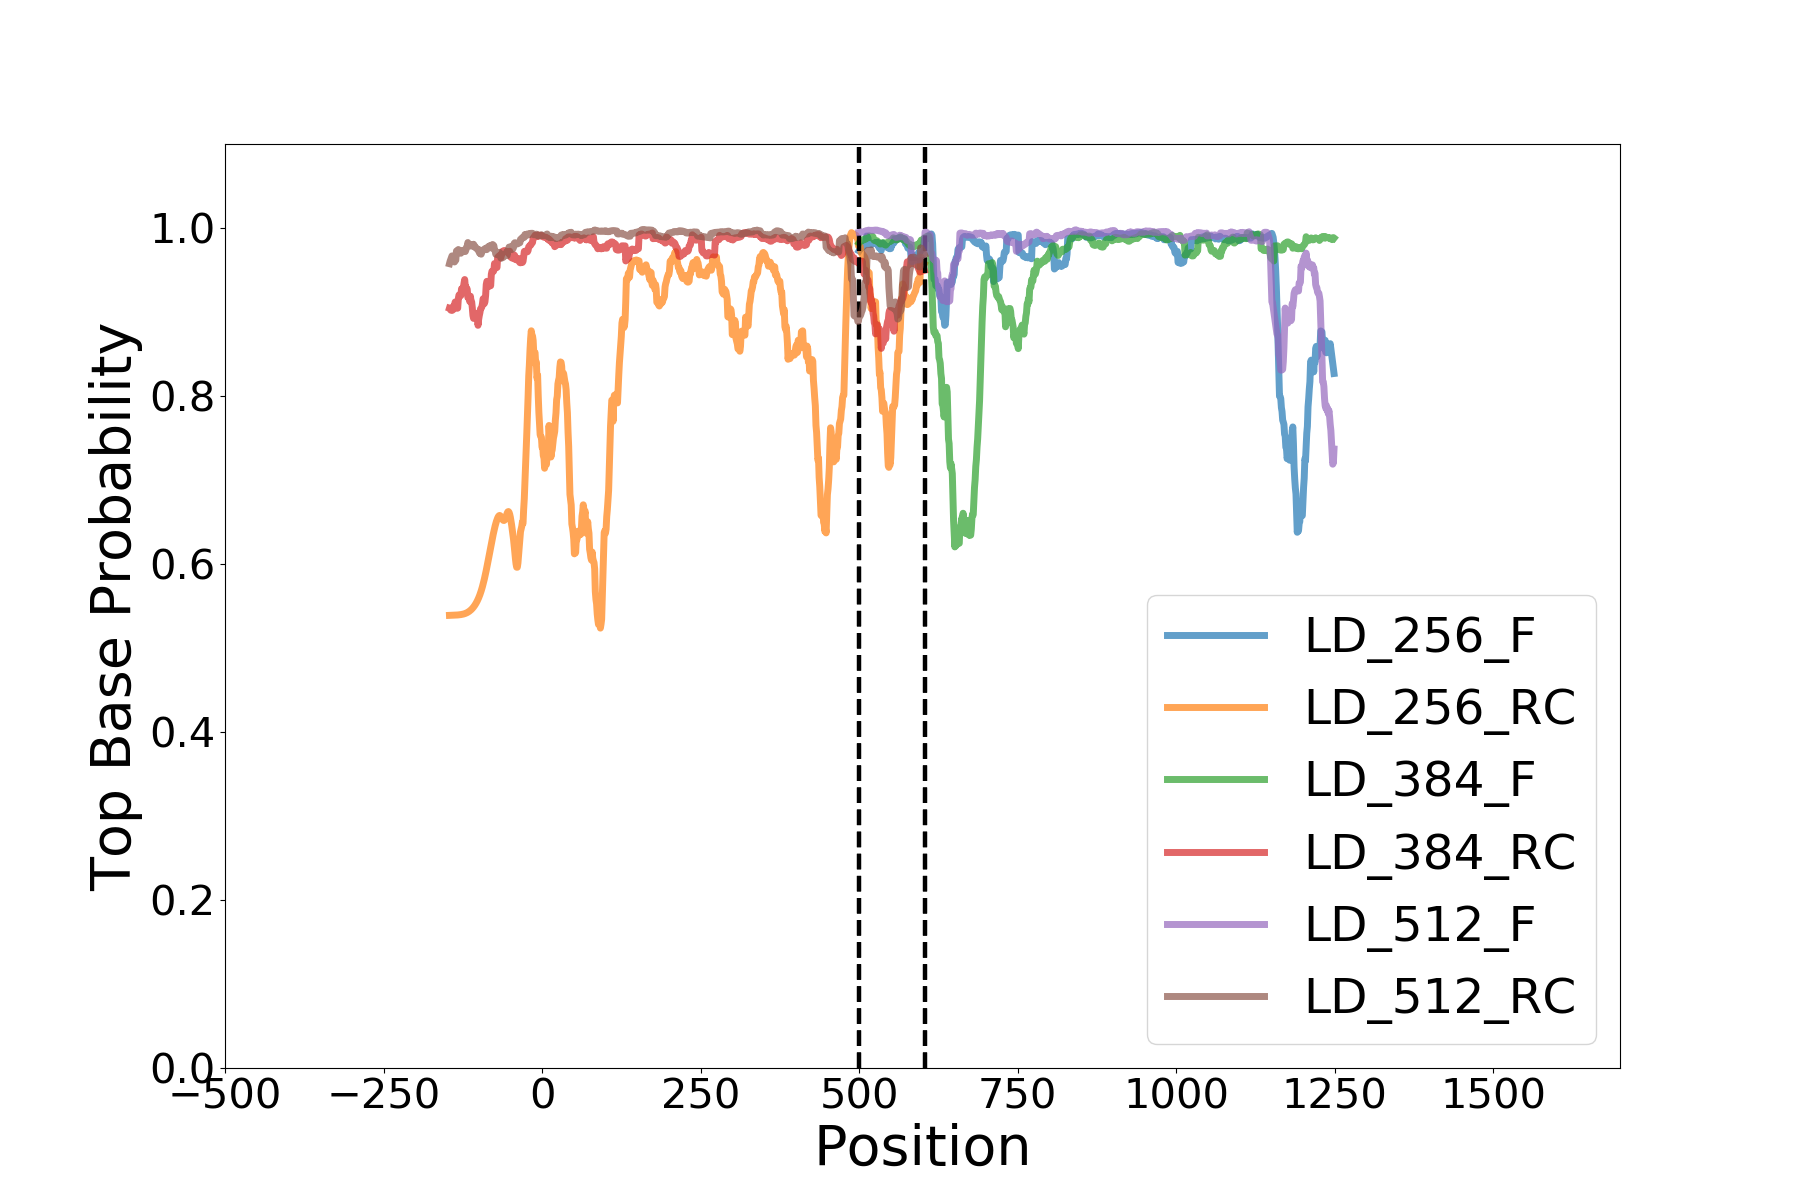 1.0
0.8
0.6
0.4
0.2
0.0
Top Base Probability
−500 −250 0 250 500 750 1000 1250 1500
Position
LD_256_F
LD_256_RC
LD_384_F
LD_384_RC
LD_512_F
LD_512_RC